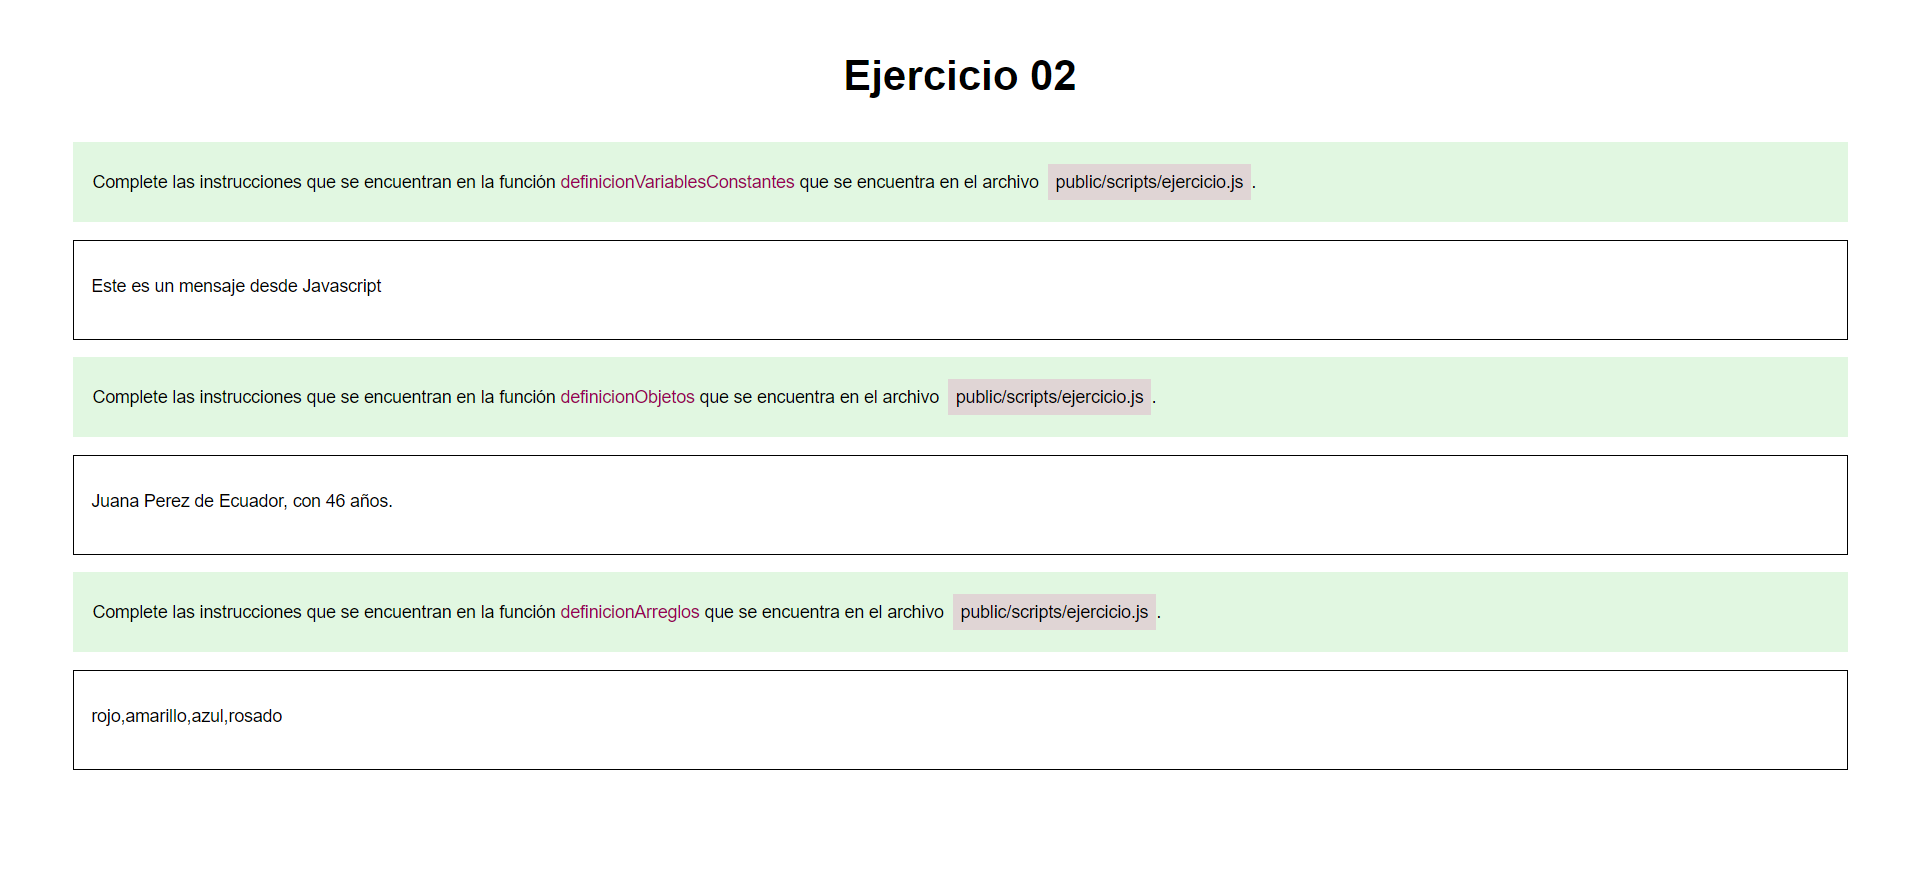 Ejercicio 02
Complete las instrucciones que se encuentran en la función definicionVariablesConstantes que se encuentra en el archivo public/scripts/ejercicio.js.
Este es un mensaje desde Javascript
Complete las instrucciones que se encuentran en la función definicionObjetos que se encuentra en el archivo public/scripts/ejercicio.js.
Juana Perez de Ecuador, con 46 años.
Complete las instrucciones que se encuentran en la función definicionArreglos que se encuentra en el archivo public/scripts/ejercicio.js.
rojo,amarillo,azul,rosado